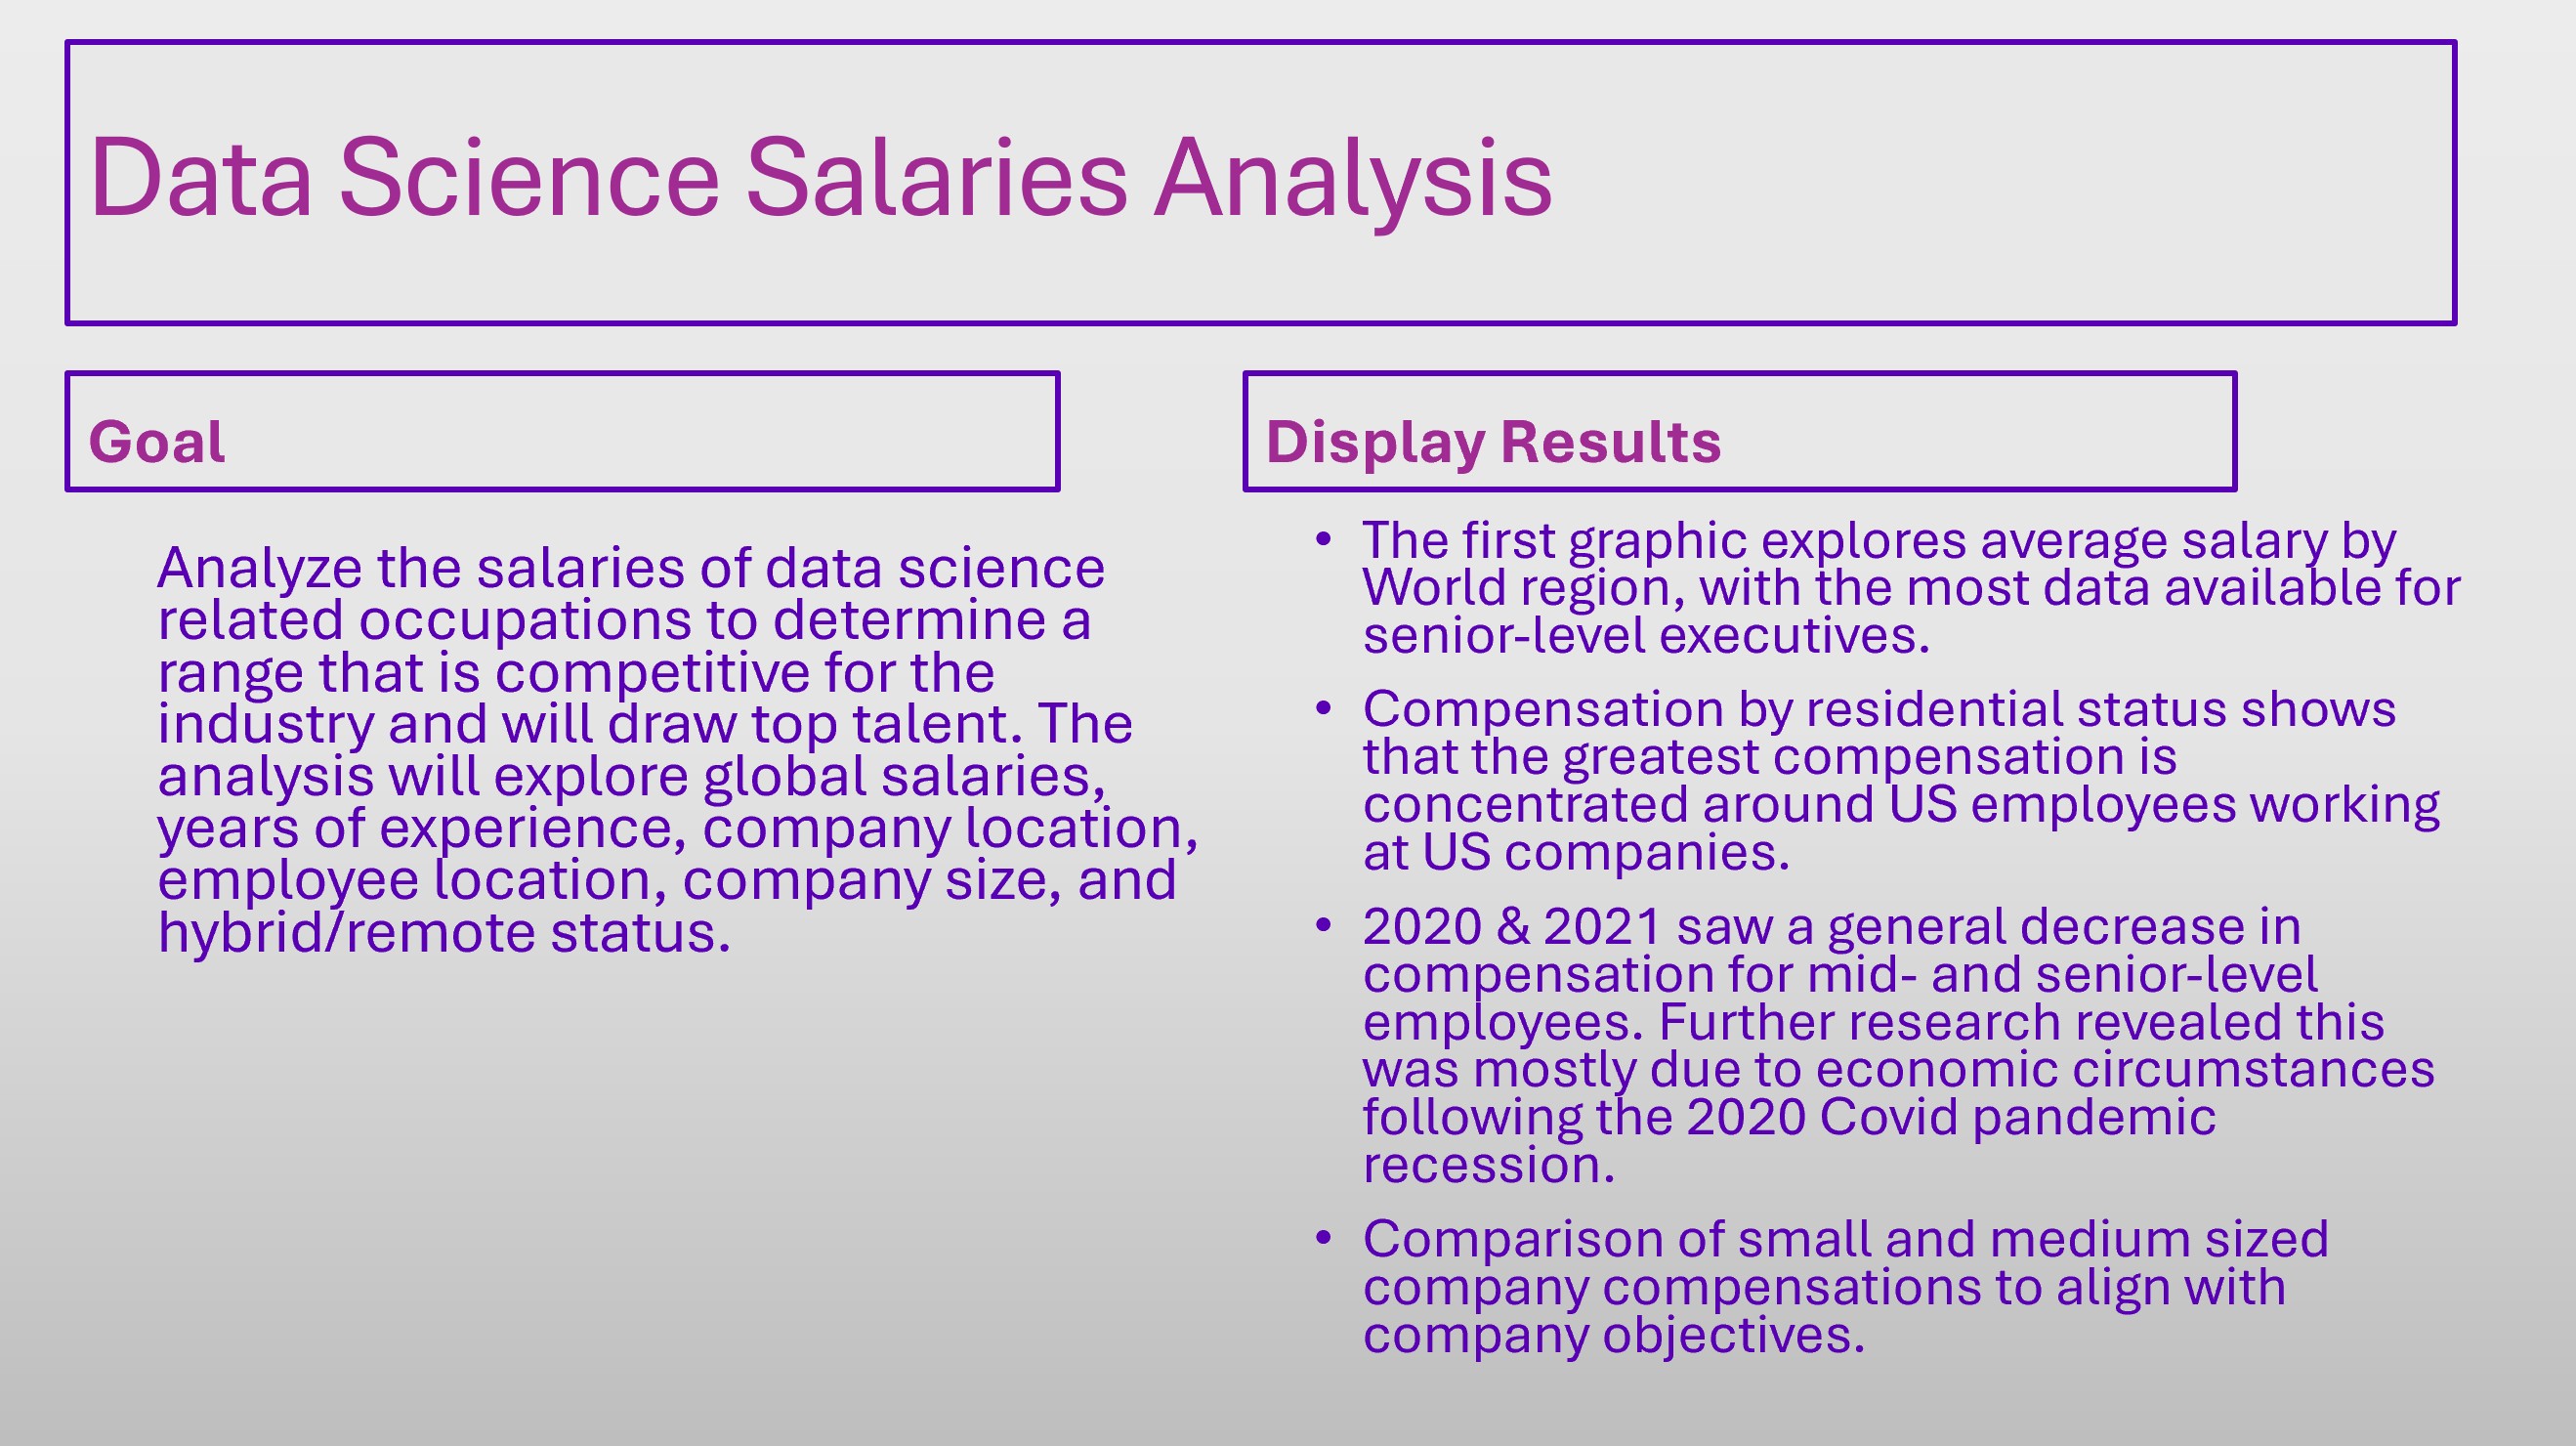 Data Science Salaries Analysis
Goal
Analyze the salaries of data science
related occupations to determine a
range that is competitive for the
industry and will draw top talent. The
analysis will explore global salaries,
years of experience, company location,
employee location, company size, and
hybrid/remote status.
Display Results
• The first graphic explores average salary by
World region, with the most data available for
senior-level executives.
• Compensation by residential status shows
that the greatest compensation is
concentrated around US employees working
at US companies.
• 2020 & 2021 saw a general decrease in
compensation for mid- and senior-level
employees. Further research revealed this
was mostly due to economic circumstances
following the 2020 Covid pandemic
recession.
• Comparison of small and medium sized
company compensations to align with
company objectives.